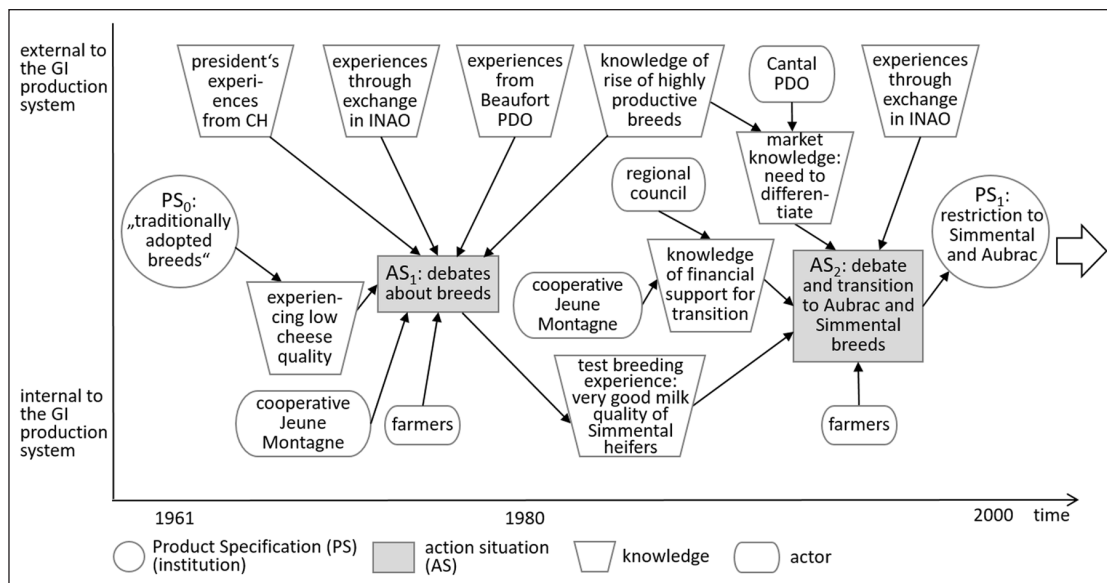 external to
the GI
production
system
president's
experi-
ences
from CH
experiences
through
exchange
in INAO
experiences
from
Beaufort
PDO
knowledge of
rise of highly
productive
breeds
Cantal
PDO
experiences
through
exchange
in INAO
market
knowledge:
need to
differen-
tiate
regional
council
PS₀:
„traditionally
adopted
breeds“
PS₁:
restriction to
Simmental
and Aubrac
AS₁: debates
about breeds
knowledge
of financial
support for
transition
AS₂: debate
and transition
to Aubrac and
Simmental
breeds
cooperative
Jeune
Montagne
experien-
cing low
cheese
quality
test breeding
experience:
very good milk
quality of
Simmental
heifers
internal to
the GI
production
system
cooperative
Jeune
Montagne
farmers
farmers
1961
1980
2000
time
Product Specification (PS)
(institution)
action situation
(AS)
knowledge
actor